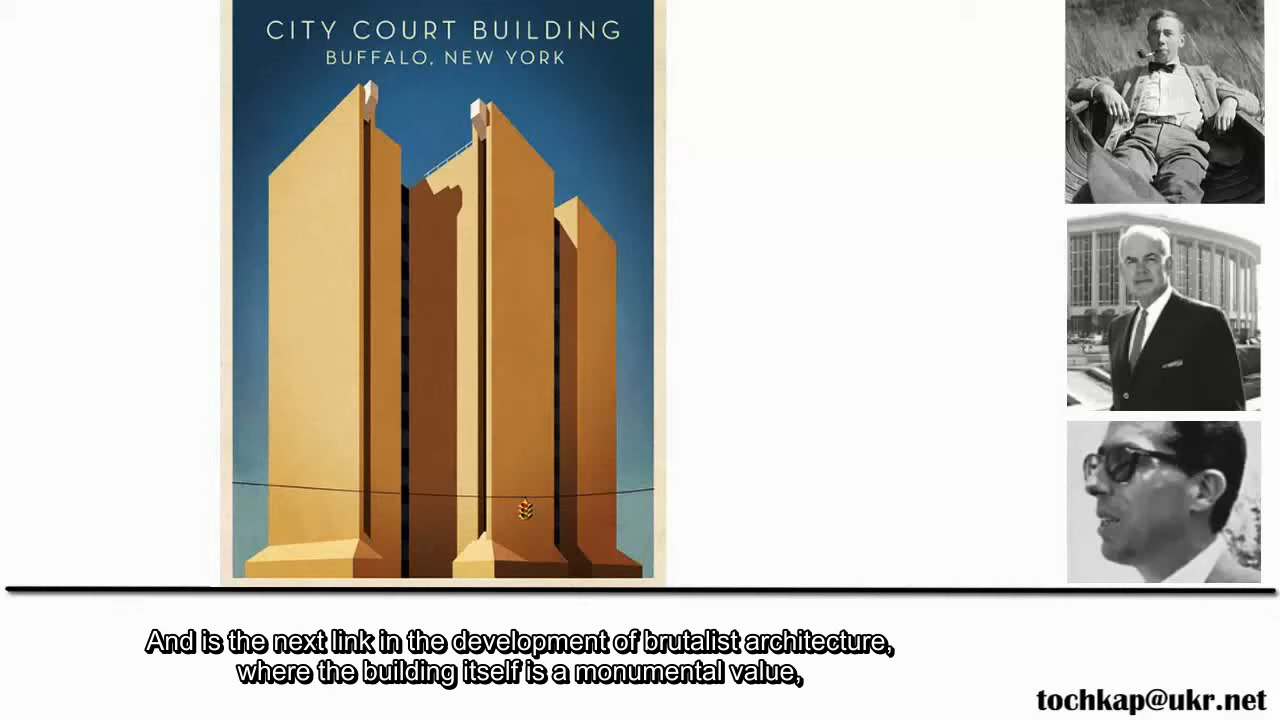 CITY COURT BUILDING
BUFFALO, NEW YORK
And is the next link in the development of brutalist architecture,
where the building itself is a monumental value,
tochkap@ukr.net